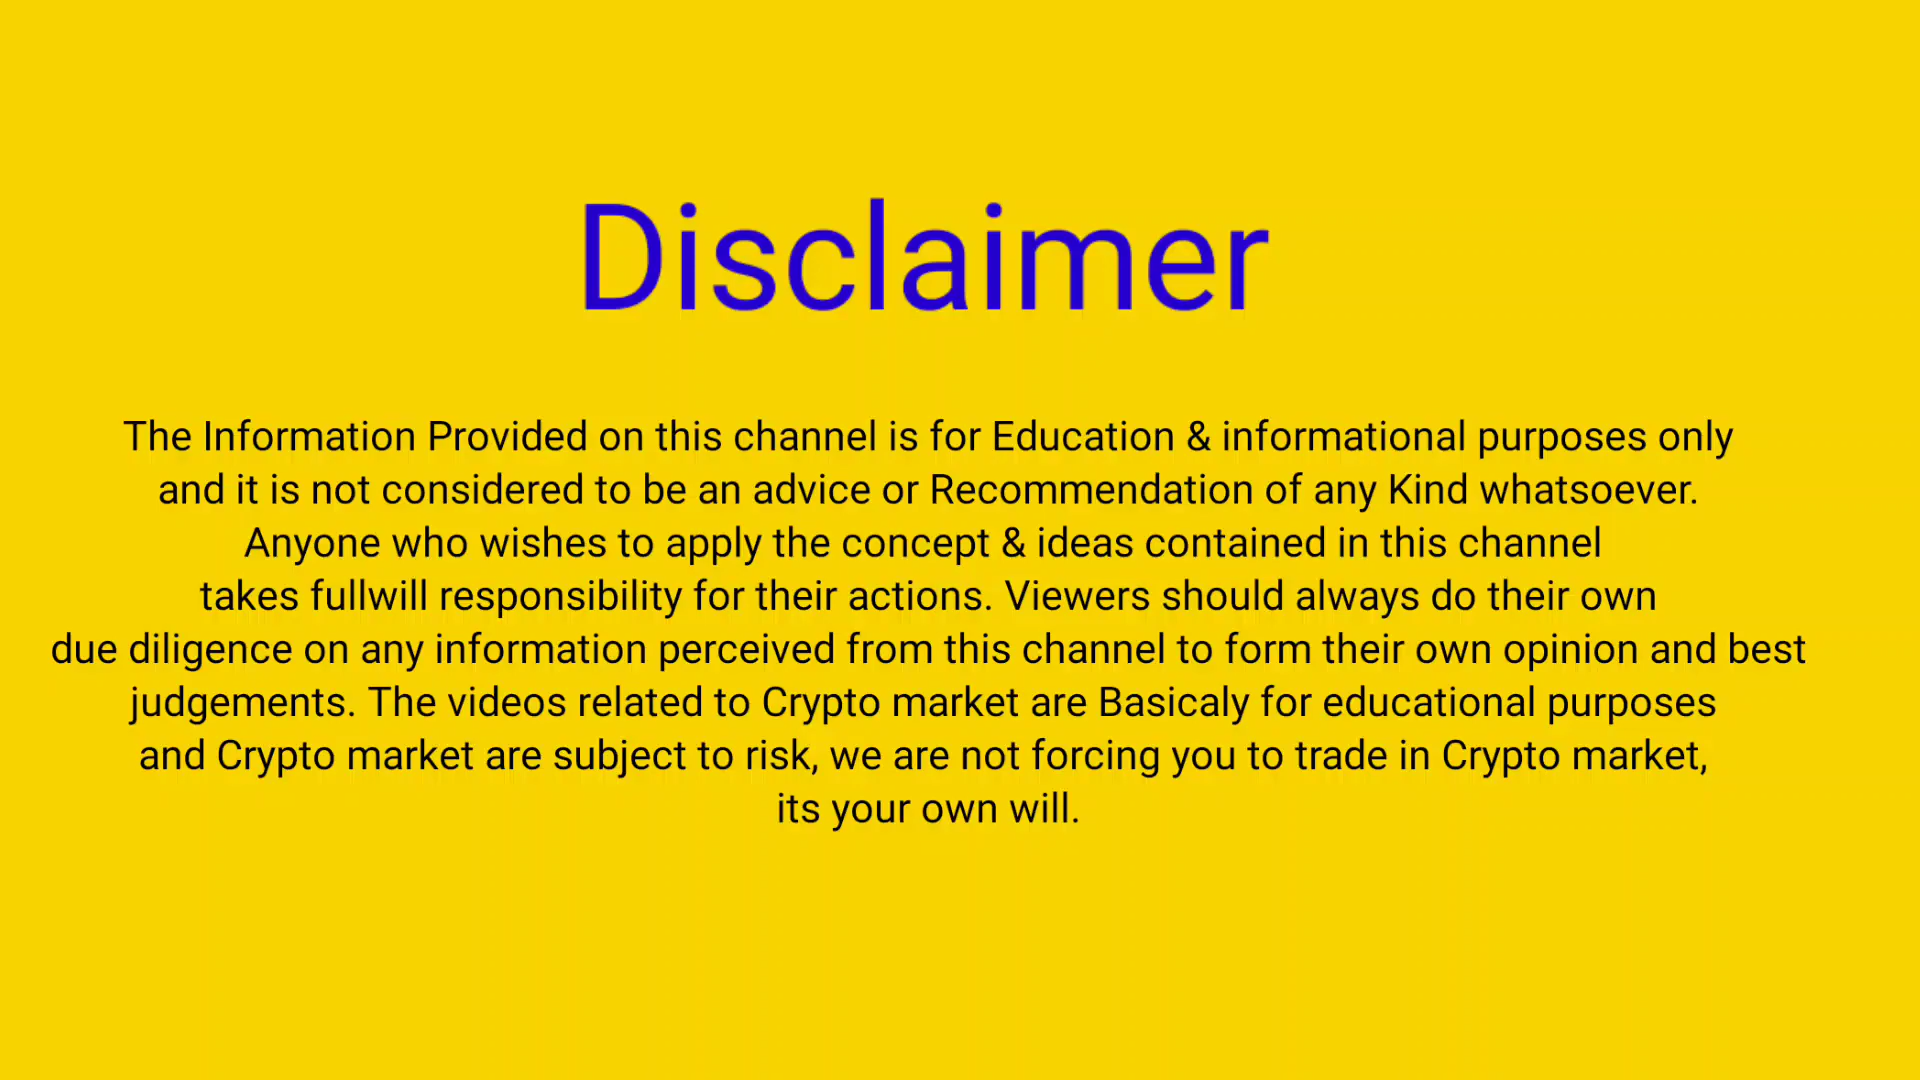 Disclaimer
The Information Provided on this channel is for Education & informational purposes only
and it is not considered to be an advice or Recommendation of any Kind whatsoever.
Anyone who wishes to apply the concept & ideas contained in this channel
takes fullwill responsibility for their actions. Viewers should always do their own
due diligence on any information perceived from this channel to form their own opinion and best
judgements. The videos related to Crypto market are Basicaly for educational purposes
and Crypto market are subject to risk, we are not forcing you to trade in Crypto market,
its your own will.